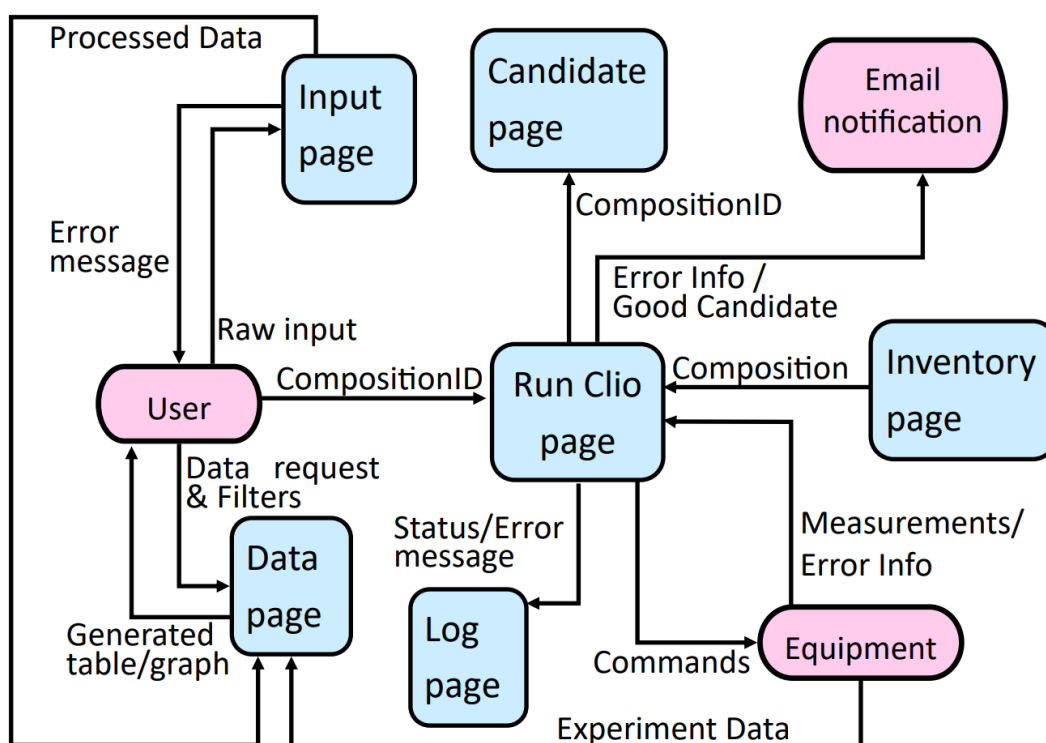 Processed Data
Input
page
Candidate
page
Email
notification
CompositionID
Error
message
Error Info /
Good Candidate
Raw input
CompositionID
User
Run Clio
page
Composition
Inventory
page
Data request
& Filters
Status/Error
message
Measurements/
Error Info
Data
page
Generated
table/graph
Log
page
Commands
Equipment
Experiment Data